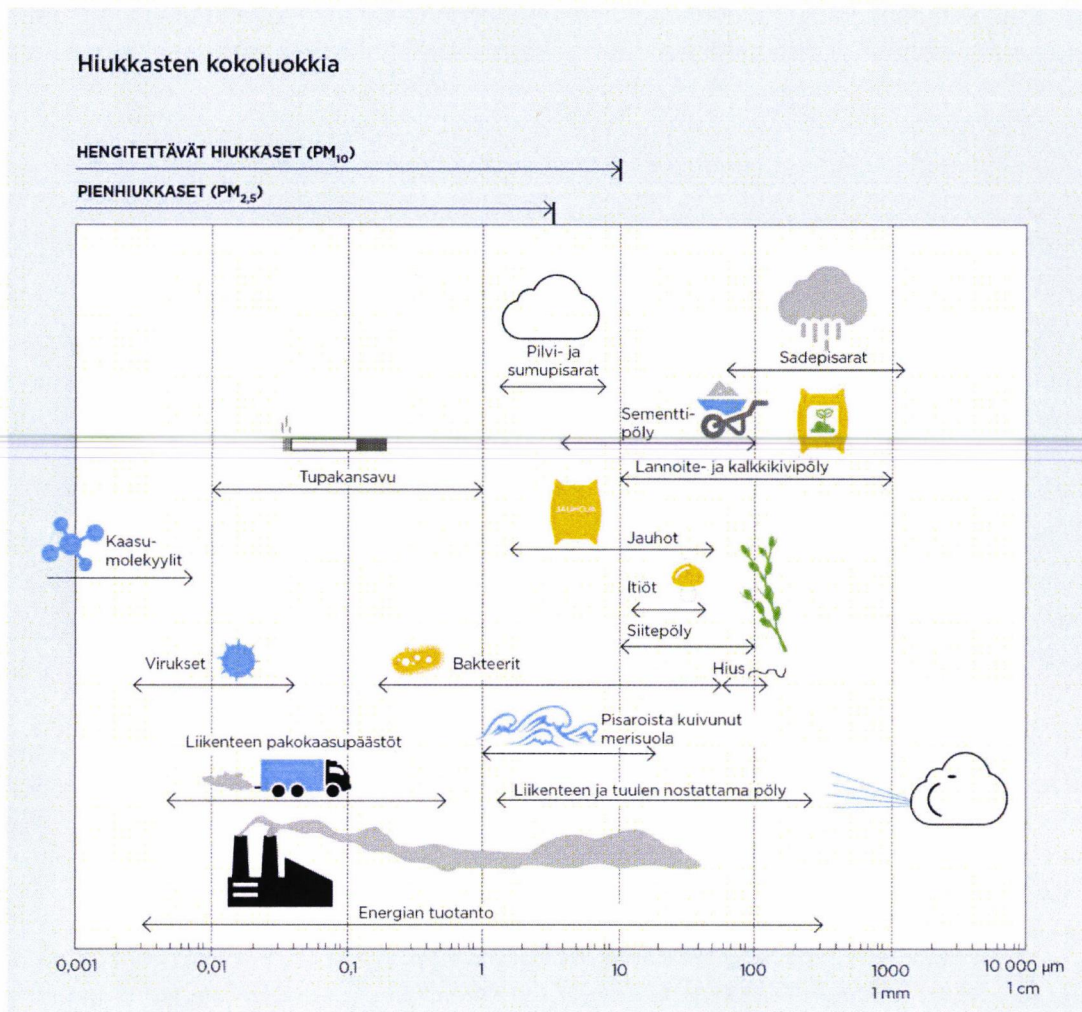 Hiukkasten kokoluokkia
HENGITETTÄVÄT HIUKKASET (PM10)
PIENHIUKKASET (PM2,5)
Pilvi- ja
sumupisarat
Sadepisarat
Sementti-
pöly
Lannoite- ja kalkkikivipöly
Tupakansavu
Jauhot
Kaasu-
molekyylit
Itiöt
Siitepöly
Virukset
Bakteerit
Hius
Pisaroista kuivunut
merisuola
Liikenteen pakokaasupäästöt
Liikenteen ja tuulen nostattama pöly
Energian tuotanto
0,001
0,01
0,1
1
10
100
1000
10 000 µm
1 mm
1 cm